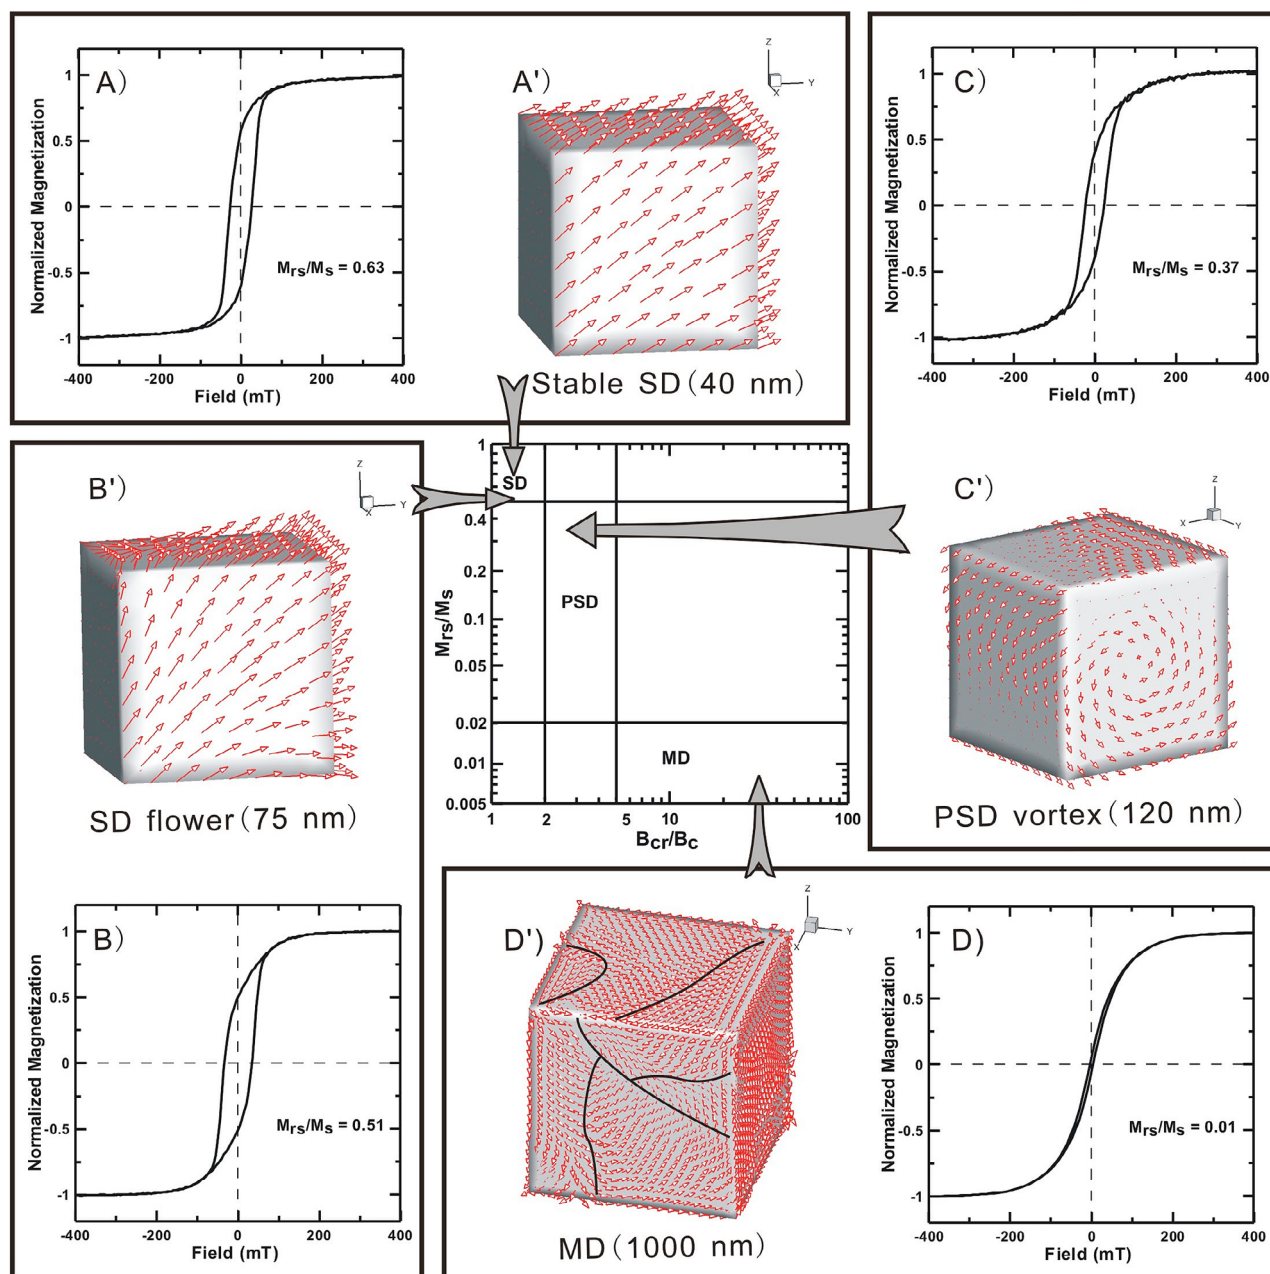 A)
Normalized Magnetization
1
0.5
0
-0.5
-1
Mrs/Ms = 0.63
-400
-200
0
200
400
Field (mT)
A')
Z
Y
X
Stable SD (40 nm)
C)
Normalized Magnetization
1
0.5
0
-0.5
-1
Mrs/Ms = 0.37
-400
-200
0
200
400
Field (mT)
B')
Z
Y
X
SD flower (75 nm)
Mrs/Ms
1
0.4
0.2
0.1
0.05
0.02
0.01
0.005
SD
PSD
MD
1
2
5
10
20
100
Bcr/Bc
C')
Z
X
Y
PSD vortex (120 nm)
B)
Normalized Magnetization
1
0.5
0
-0.5
-1
Mrs/Ms = 0.51
-400
-200
0
200
400
Field (mT)
D')
Z
Y
X
MD (1000 nm)
D)
Normalized Magnetization
1
0.5
0
-0.5
-1
Mrs/Ms = 0.01
-400
-200
0
200
400
Field (mT)